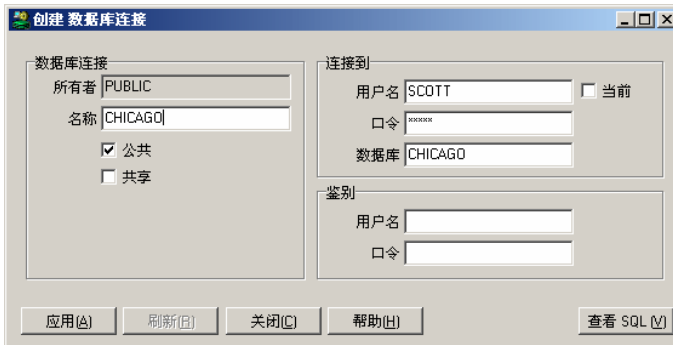 创建 数据库连接
数据库连接
所有者 PUBLIC
名称 CHICAGO
公共
共享
连接到
用户名 SCOTT
当前
口令 *****
数据库 CHICAGO
鉴别
用户名
口令
应用(A)
刷新(R)
关闭(C)
帮助(H)
查看 SQL (V)